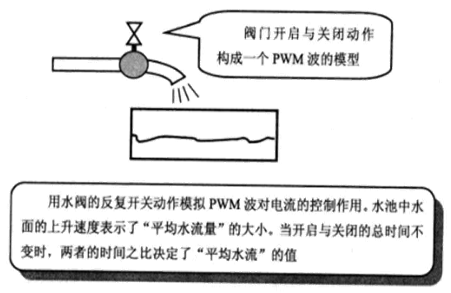 阀门开启与关闭动作
构成一个PWM波的模型
用水阀的反复开关动作模拟PWM波对电流的控制作用。水池中水
面的上升速度表示了“平均水流量”的大小。当开启与关闭的总时间不
变时，两者的时间之比决定了“平均水流”的值